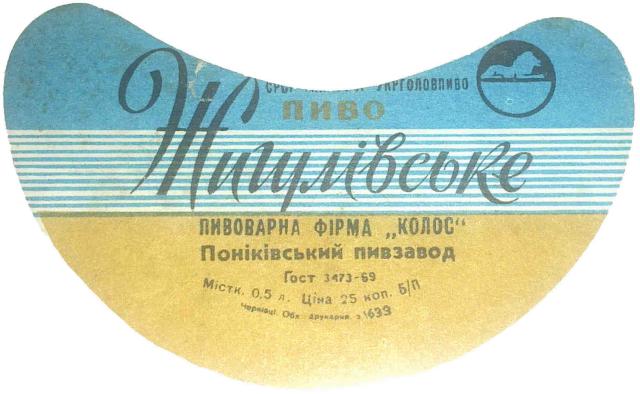 УКРГОЛОВПИВО
ПИВО
Жигулівське
ПИВОВАРНА ФІРМА „КОЛОС“
Поніківський пивзавод
Гост 3473-69
Містк. 0,5 л. Ціна 25 коп. Б/П
Чернівці. Обл. друкарня. з 1633